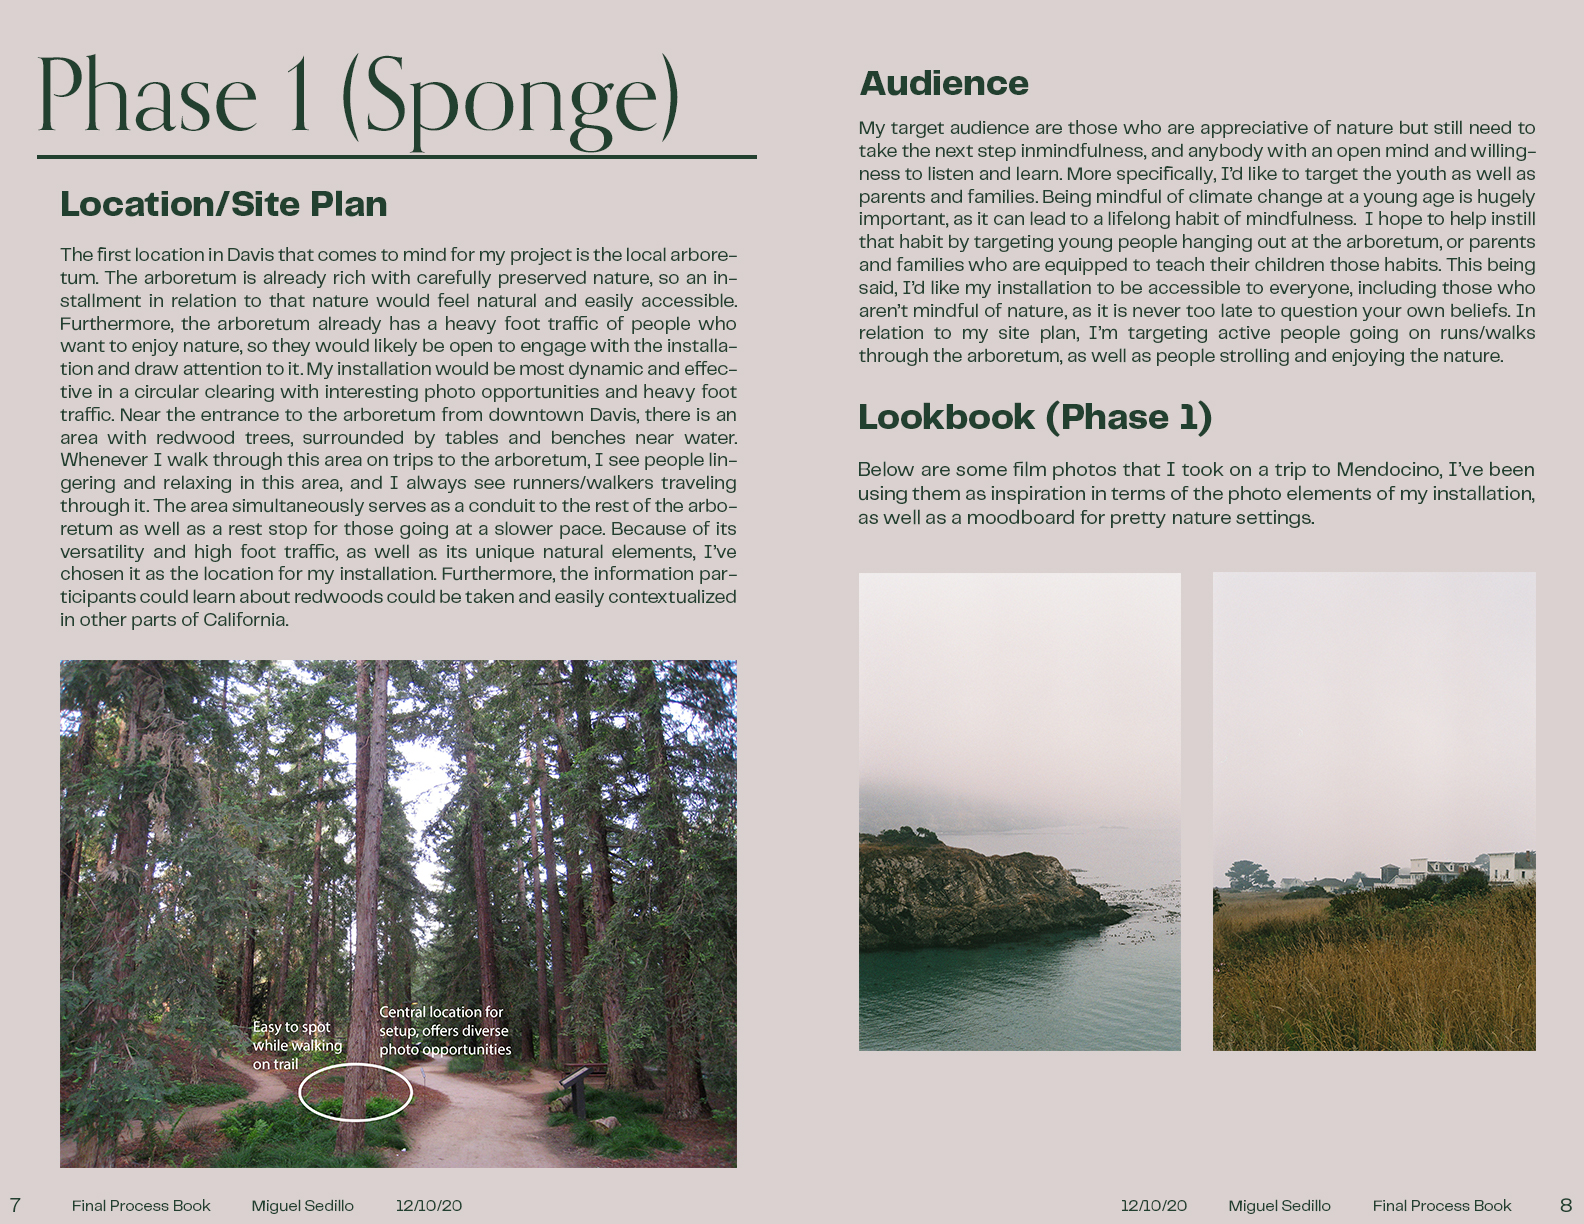 Phase 1 (Sponge)
Location/Site Plan
The first location in Davis that comes to mind for my project is the local arbore-
tum. The arboretum is already rich with carefully preserved nature, so an in-
stallment in relation to that nature would feel natural and easily accessible.
Furthermore, the arboretum already has a heavy foot traffic of people who
want to enjoy nature, so they would likely be open to engage with the installa-
tion and draw attention to it. My installation would be most dynamic and effec-
tive in a circular clearing with interesting photo opportunities and heavy foot
traffic. Near the entrance to the arboretum from downtown Davis, there is an
area with redwood trees, surrounded by tables and benches near water.
Whenever I walk through this area on trips to the arboretum, I see people lin-
gering and relaxing in this area, and I always see runners/walkers traveling
through it. The area simultaneously serves as a conduit to the rest of the arbo-
retum as well as a rest stop for those going at a slower pace. Because of its
versatility and high foot traffic, as well as its unique natural elements, I've
chosen it as the location for my installation. Furthermore, the information par-
ticipants could learn about redwoods could be taken and easily contextualized
in other parts of California.
Easy to spot
while walking
on trail
Central location for
setup, offers diverse
photo opportunities
7 Final Process Book Miguel Sedillo 12/10/20
Audience
My target audience are those who are appreciative of nature but still need to
take the next step inmindfulness, and anybody with an open mind and willing-
ness to listen and learn. More specifically, I'd like to target the youth as well as
parents and families. Being mindful of climate change at a young age is hugely
important, as it can lead to a lifelong habit of mindfulness. I hope to help instill
that habit by targeting young people hanging out at the arboretum, or parents
and families who are equipped to teach their children those habits. This being
said, I'd like my installation to be accessible to everyone, including those who
aren't mindful of nature, as it is never too late to question your own beliefs. In
relation to my site plan, I'm targeting active people going on runs/walks
through the arboretum, as well as people strolling and enjoying the nature.
Lookbook (Phase 1)
Below are some film photos that I took on a trip to Mendocino, I've been
using them as inspiration in terms of the photo elements of my installation,
as well as a moodboard for pretty nature settings.
12/10/20 Miguel Sedillo Final Process Book 8